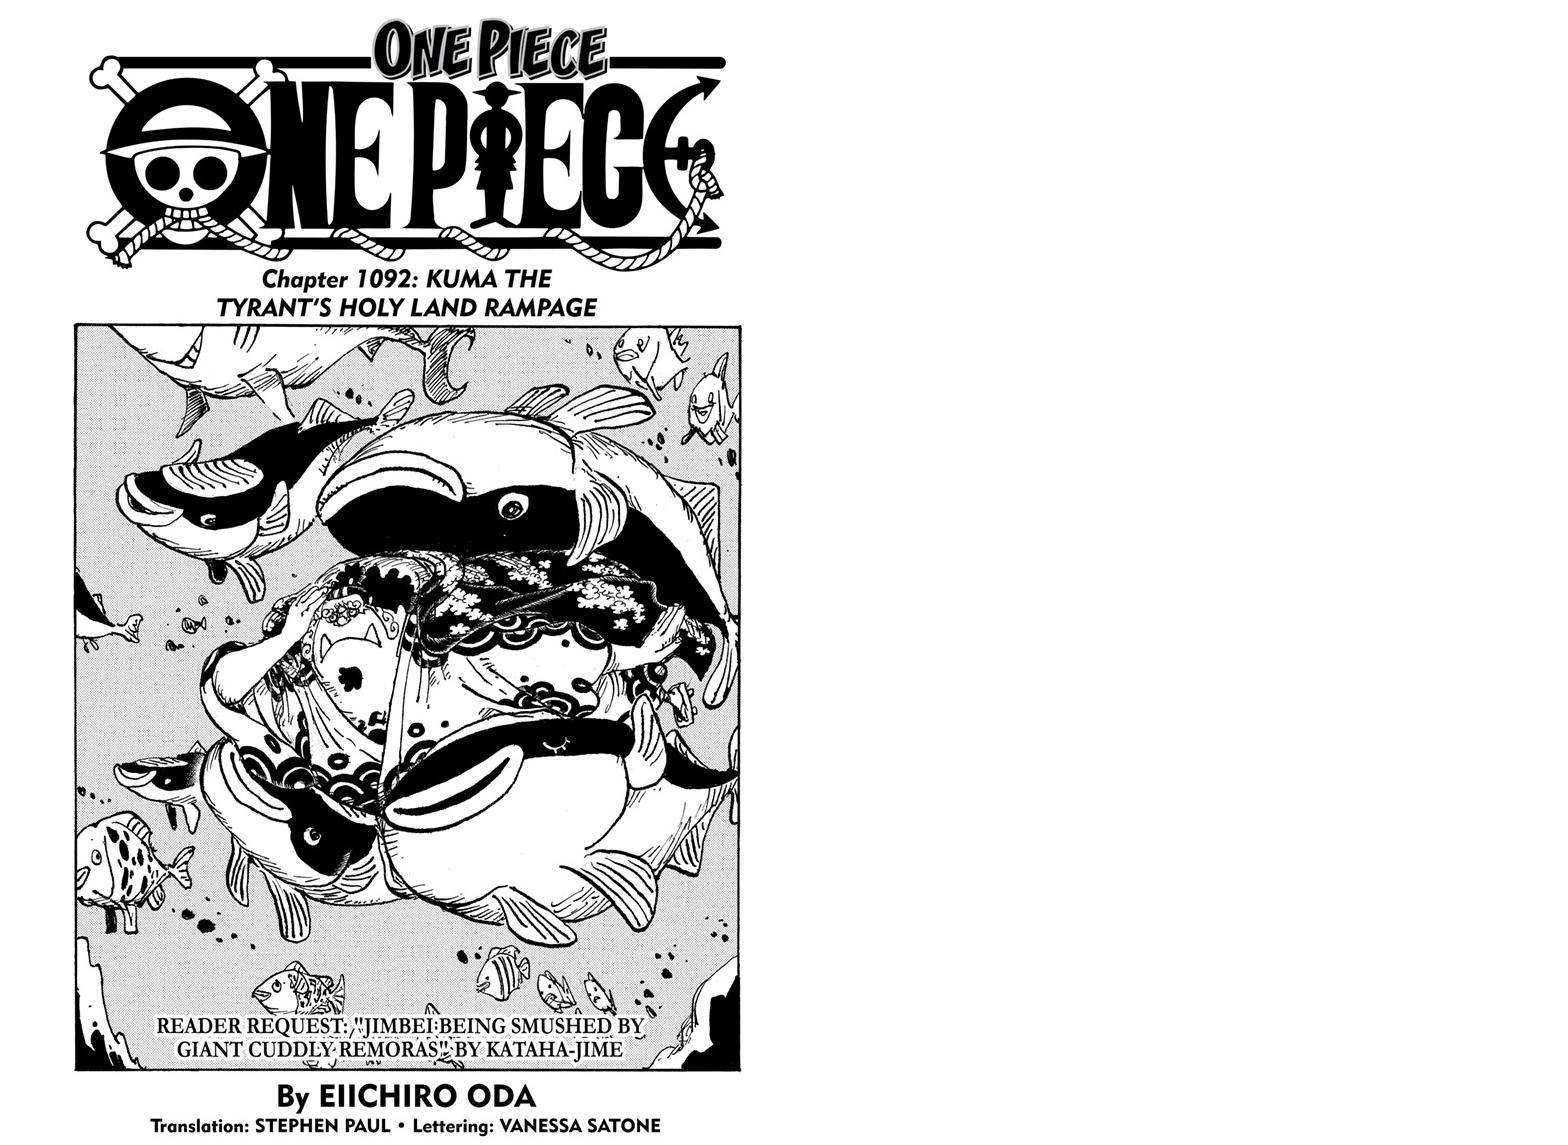 ONE PIECE
ONE PIECE
Chapter 1092: KUMA THE
TYRANT'S HOLY LAND RAMPAGE
READER REQUEST: "JIMBEI BEING SMUSHED BY
GIANT CUDDLY REMORAS" BY KATAHA-JIME
By EIICHIRO ODA
Translation: STEPHEN PAUL • Lettering: VANESSA SATONE